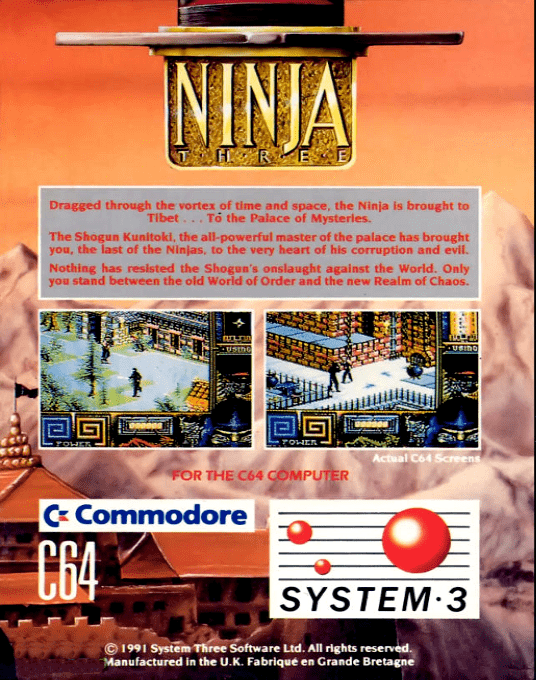 NINJA
T·H·R·E·E
Dragged through the vortex of time and space, the Ninja is brought to
Tibet . . . To the Palace of Mysteries.
The Shogun Kunitoki, the all-powerful master of the palace has brought
you, the last of the Ninjas, to the very heart of his corruption and evil.
Nothing has resisted the Shogun's onslaught against the World. Only
you stand between the old World of Order and the new Realm of Chaos.
USING
USING
POWER
POWER
Actual C64 Screens
FOR THE C64 COMPUTER
Commodore
C64
SYSTEM·3
© 1991 System Three Software Ltd. All rights reserved.
Manufactured in the U.K. Fabriqué en Grande Bretagne